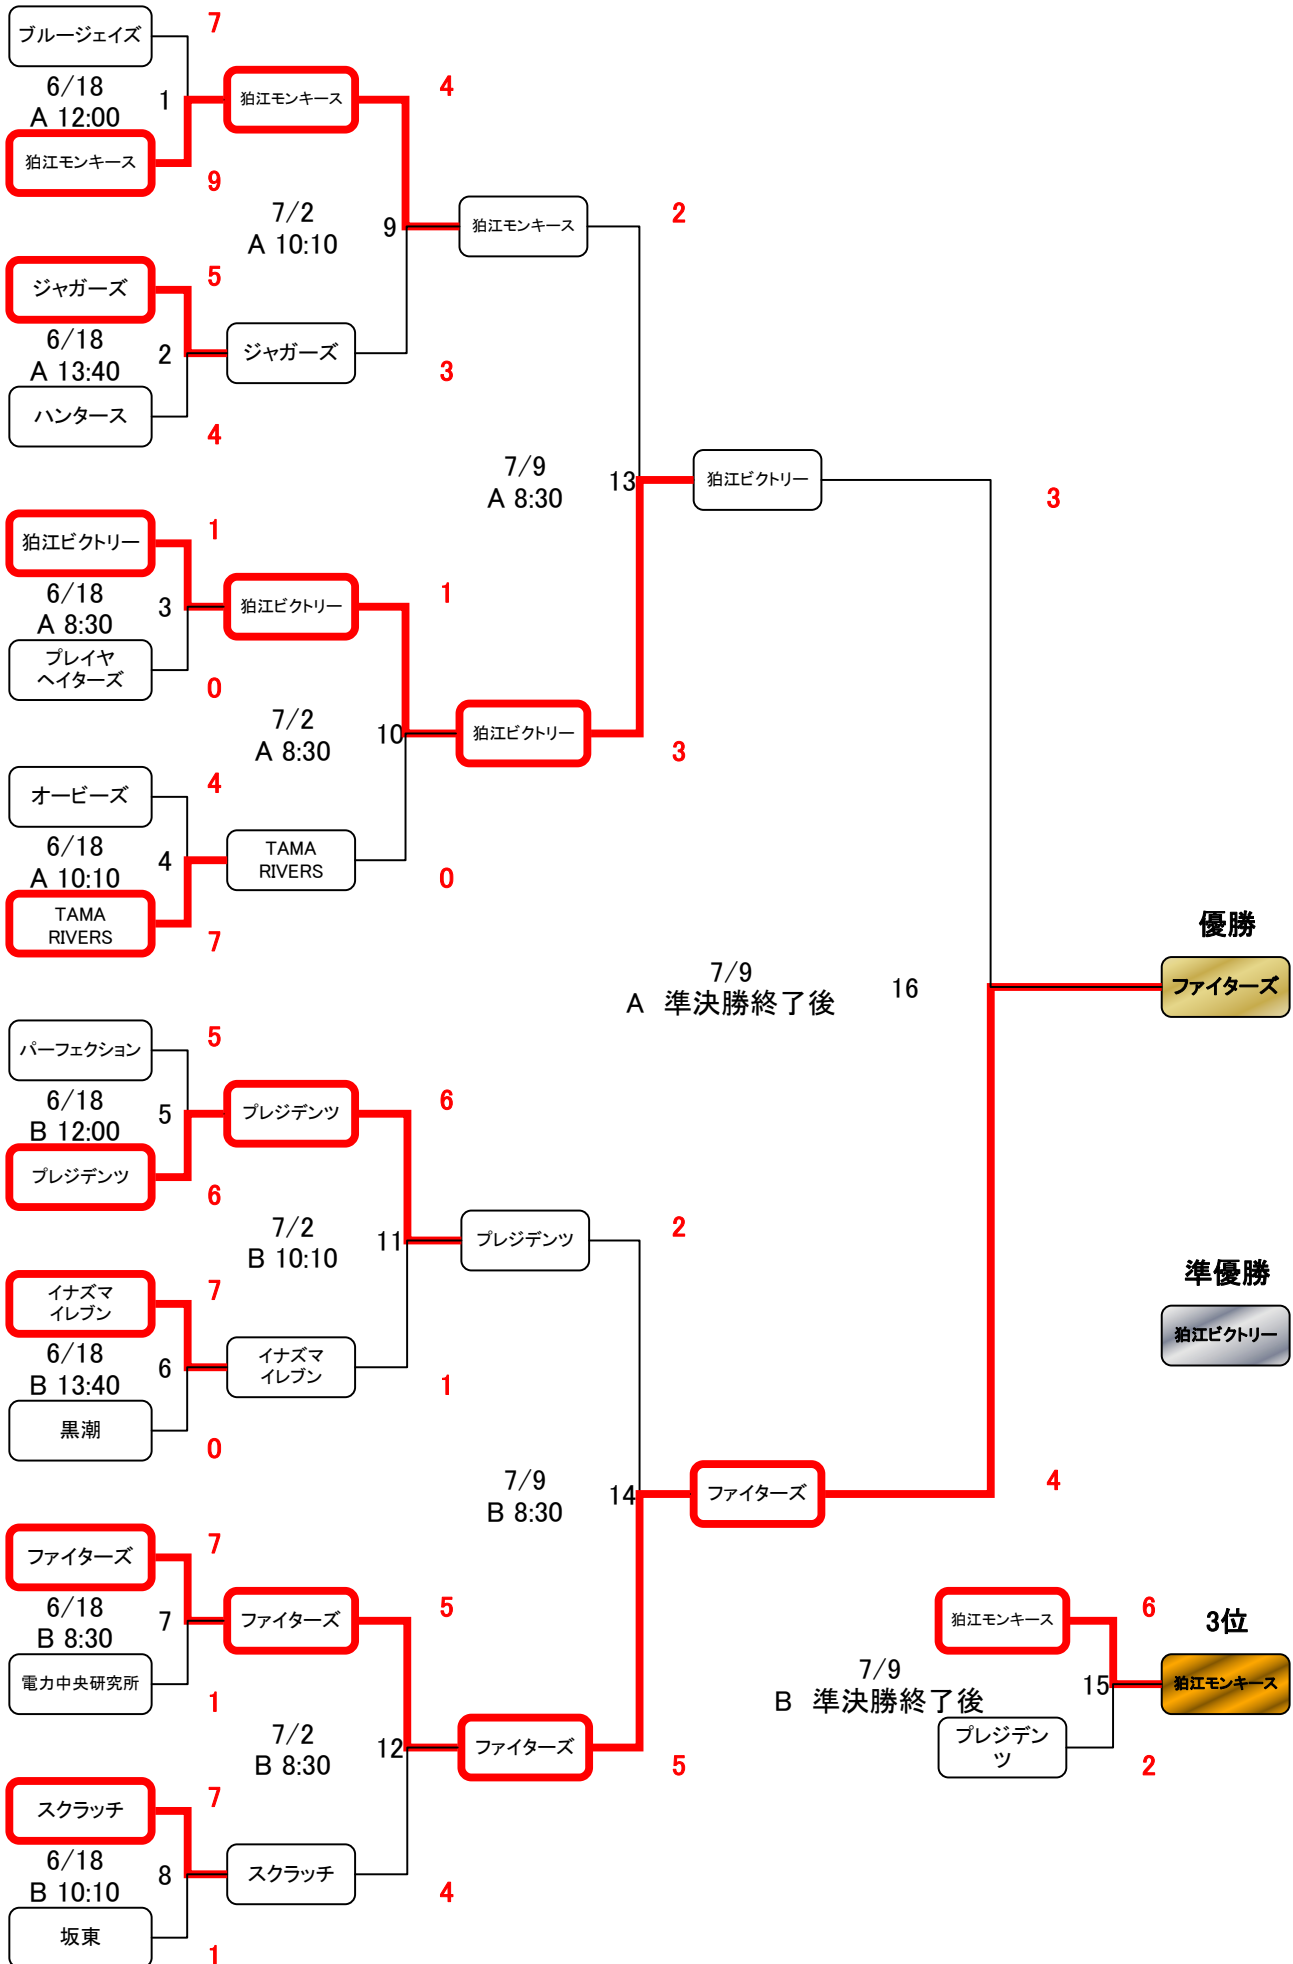 ブルージェイズ
7
6/18
A 12:00
1
狛江モンキース
4
狛江モンキース
9
7/2
A 10:10
9
狛江モンキース
2
ジャガーズ
5
6/18
A 13:40
2
ジャガーズ
3
ハンタース
4
7/9
A 8:30
13
狛江ビクトリー
3
狛江ビクトリー
1
6/18
A 8:30
3
狛江ビクトリー
1
プレイヤ
ヘイターズ
0
7/2
A 8:30
10
狛江ビクトリー
3
オービーズ
4
6/18
A 10:10
4
TAMA
RIVERS
0
TAMA
RIVERS
7
7/9
A 準決勝終了後
16
優勝
ファイターズ
パーフェクション
5
6/18
B 12:00
5
プレジデンツ
6
プレジデンツ
6
7/2
B 10:10
11
プレジデンツ
2
イナズマ
イレブン
7
6/18
B 13:40
6
イナズマ
イレブン
1
黒潮
0
準優勝
狛江ビクトリー
7/9
B 8:30
14
ファイターズ
4
ファイターズ
7
6/18
B 8:30
7
ファイターズ
5
電力中央研究所
1
7/2
B 8:30
12
ファイターズ
5
狛江モンキース
6
3位
7/9
B 準決勝終了後
15
狛江モンキース
プレジデン
ツ
2
スクラッチ
7
6/18
B 10:10
8
スクラッチ
4
坂東
1